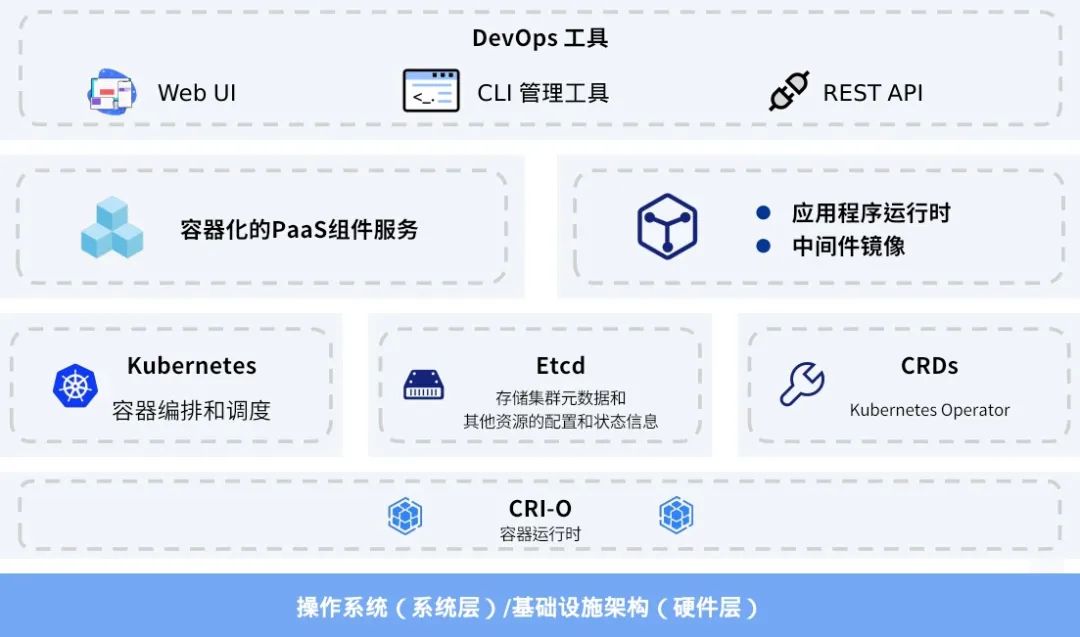 DevOps 工具
Web UI
<_.
CLI 管理工具
REST API
容器化的PaaS组件服务
应用程序运行时
中间件镜像
Kubernetes
容器编排和调度
Etcd
存储集群元数据和
其他资源的配置和状态信息
CRDs
Kubernetes Operator
CRI-O
容器运行时
操作系统（系统层）/基础设施架构（硬件层）